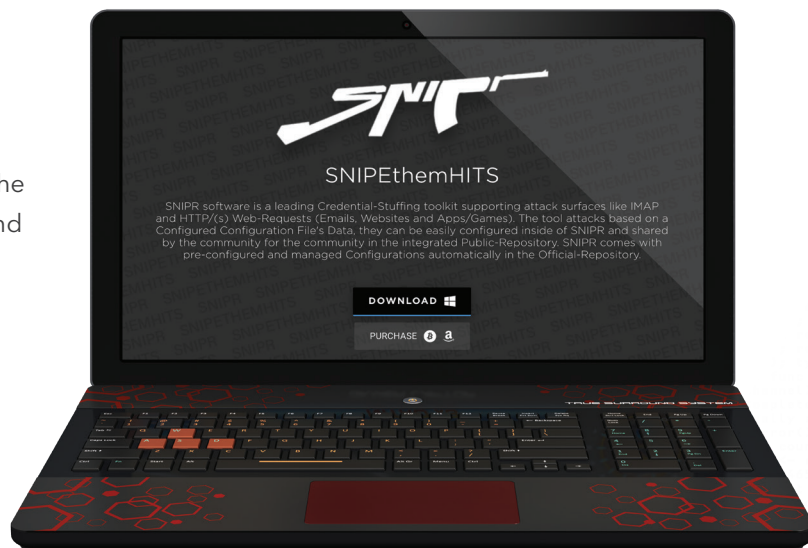 he
nd
SNIPR
SNIPEthemHITS
SNIPR software is a leading Credential-Stuffing toolkit supporting attack surfaces like IMAP
and HTTP/(s) Web-Requests (Emails, Websites and Apps/Games). The tool attacks based on a
Configured Configuration File's Data, they can be easily configured inside of SNIPR and shared
by the community for the community in the integrated Public-Repository. SNIPR comes with
pre-configured and managed Configurations automatically in the Official-Repository.
DOWNLOAD
PURCHASE
TRUE SURROUND SYSTEM